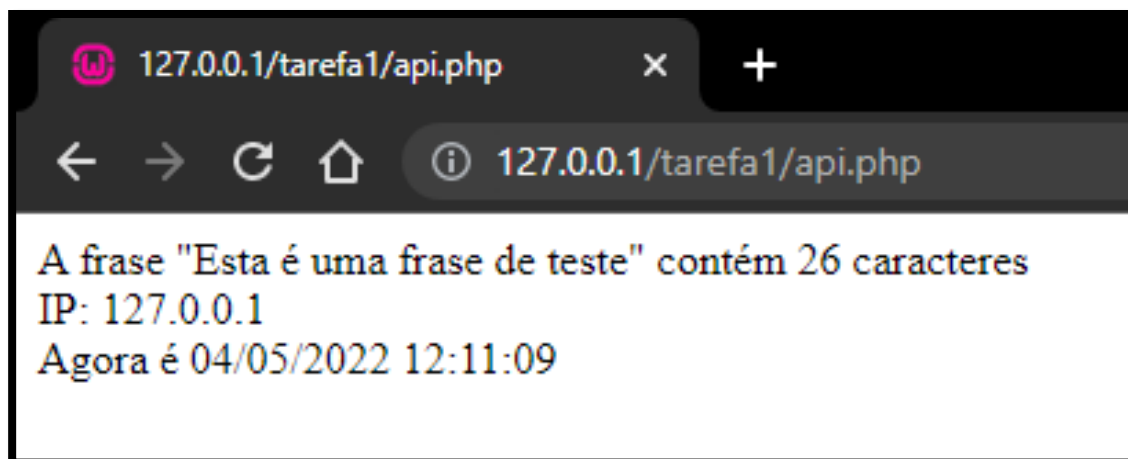 127.0.0.1/tarefa1/api.php
127.0.0.1/tarefa1/api.php
A frase "Esta é uma frase de teste" contém 26 caracteres
IP: 127.0.0.1
Agora é 04/05/2022 12:11:09